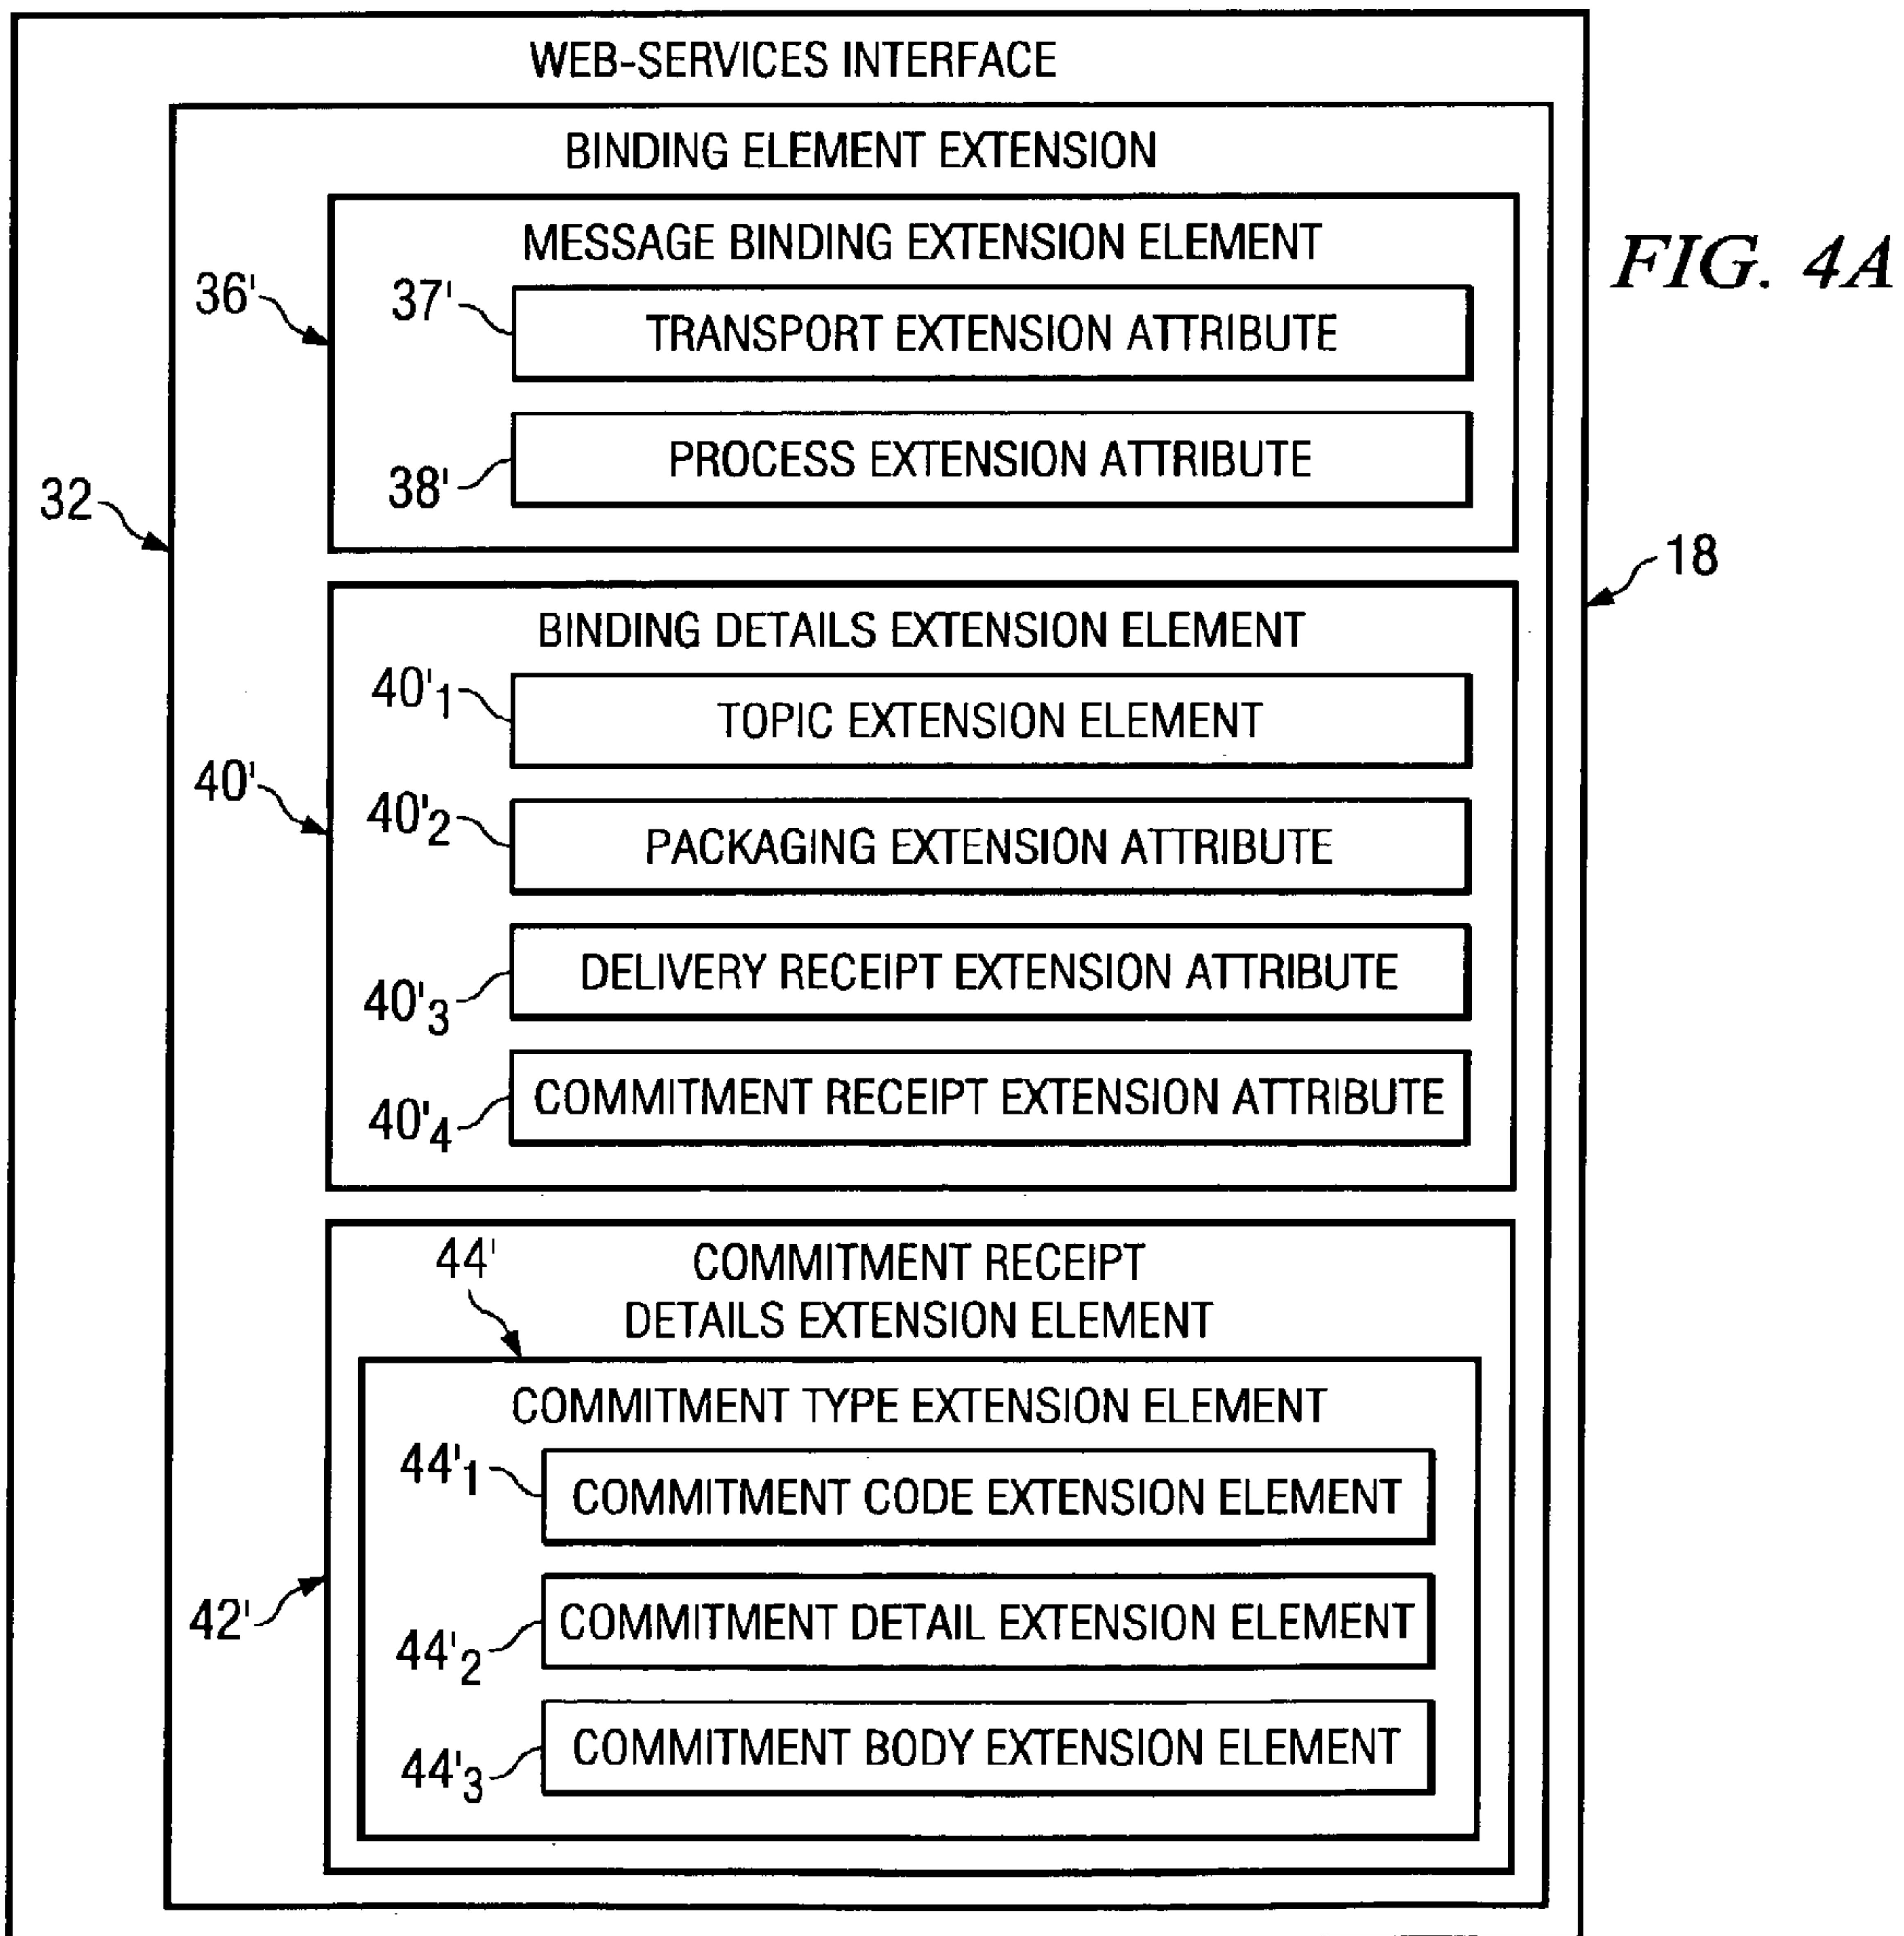 WEB-SERVICES INTERFACE
BINDING ELEMENT EXTENSION
MESSAGE BINDING EXTENSION ELEMENT
FIG. 4A
36'
37'
TRANSPORT EXTENSION ATTRIBUTE
38'
PROCESS EXTENSION ATTRIBUTE
32
18
BINDING DETAILS EXTENSION ELEMENT
40'1
TOPIC EXTENSION ELEMENT
40'
40'2
PACKAGING EXTENSION ATTRIBUTE
40'3
DELIVERY RECEIPT EXTENSION ATTRIBUTE
40'4
COMMITMENT RECEIPT EXTENSION ATTRIBUTE
44'
COMMITMENT RECEIPT
DETAILS EXTENSION ELEMENT
COMMITMENT TYPE EXTENSION ELEMENT
44'1
COMMITMENT CODE EXTENSION ELEMENT
42'
44'2
COMMITMENT DETAIL EXTENSION ELEMENT
44'3
COMMITMENT BODY EXTENSION ELEMENT